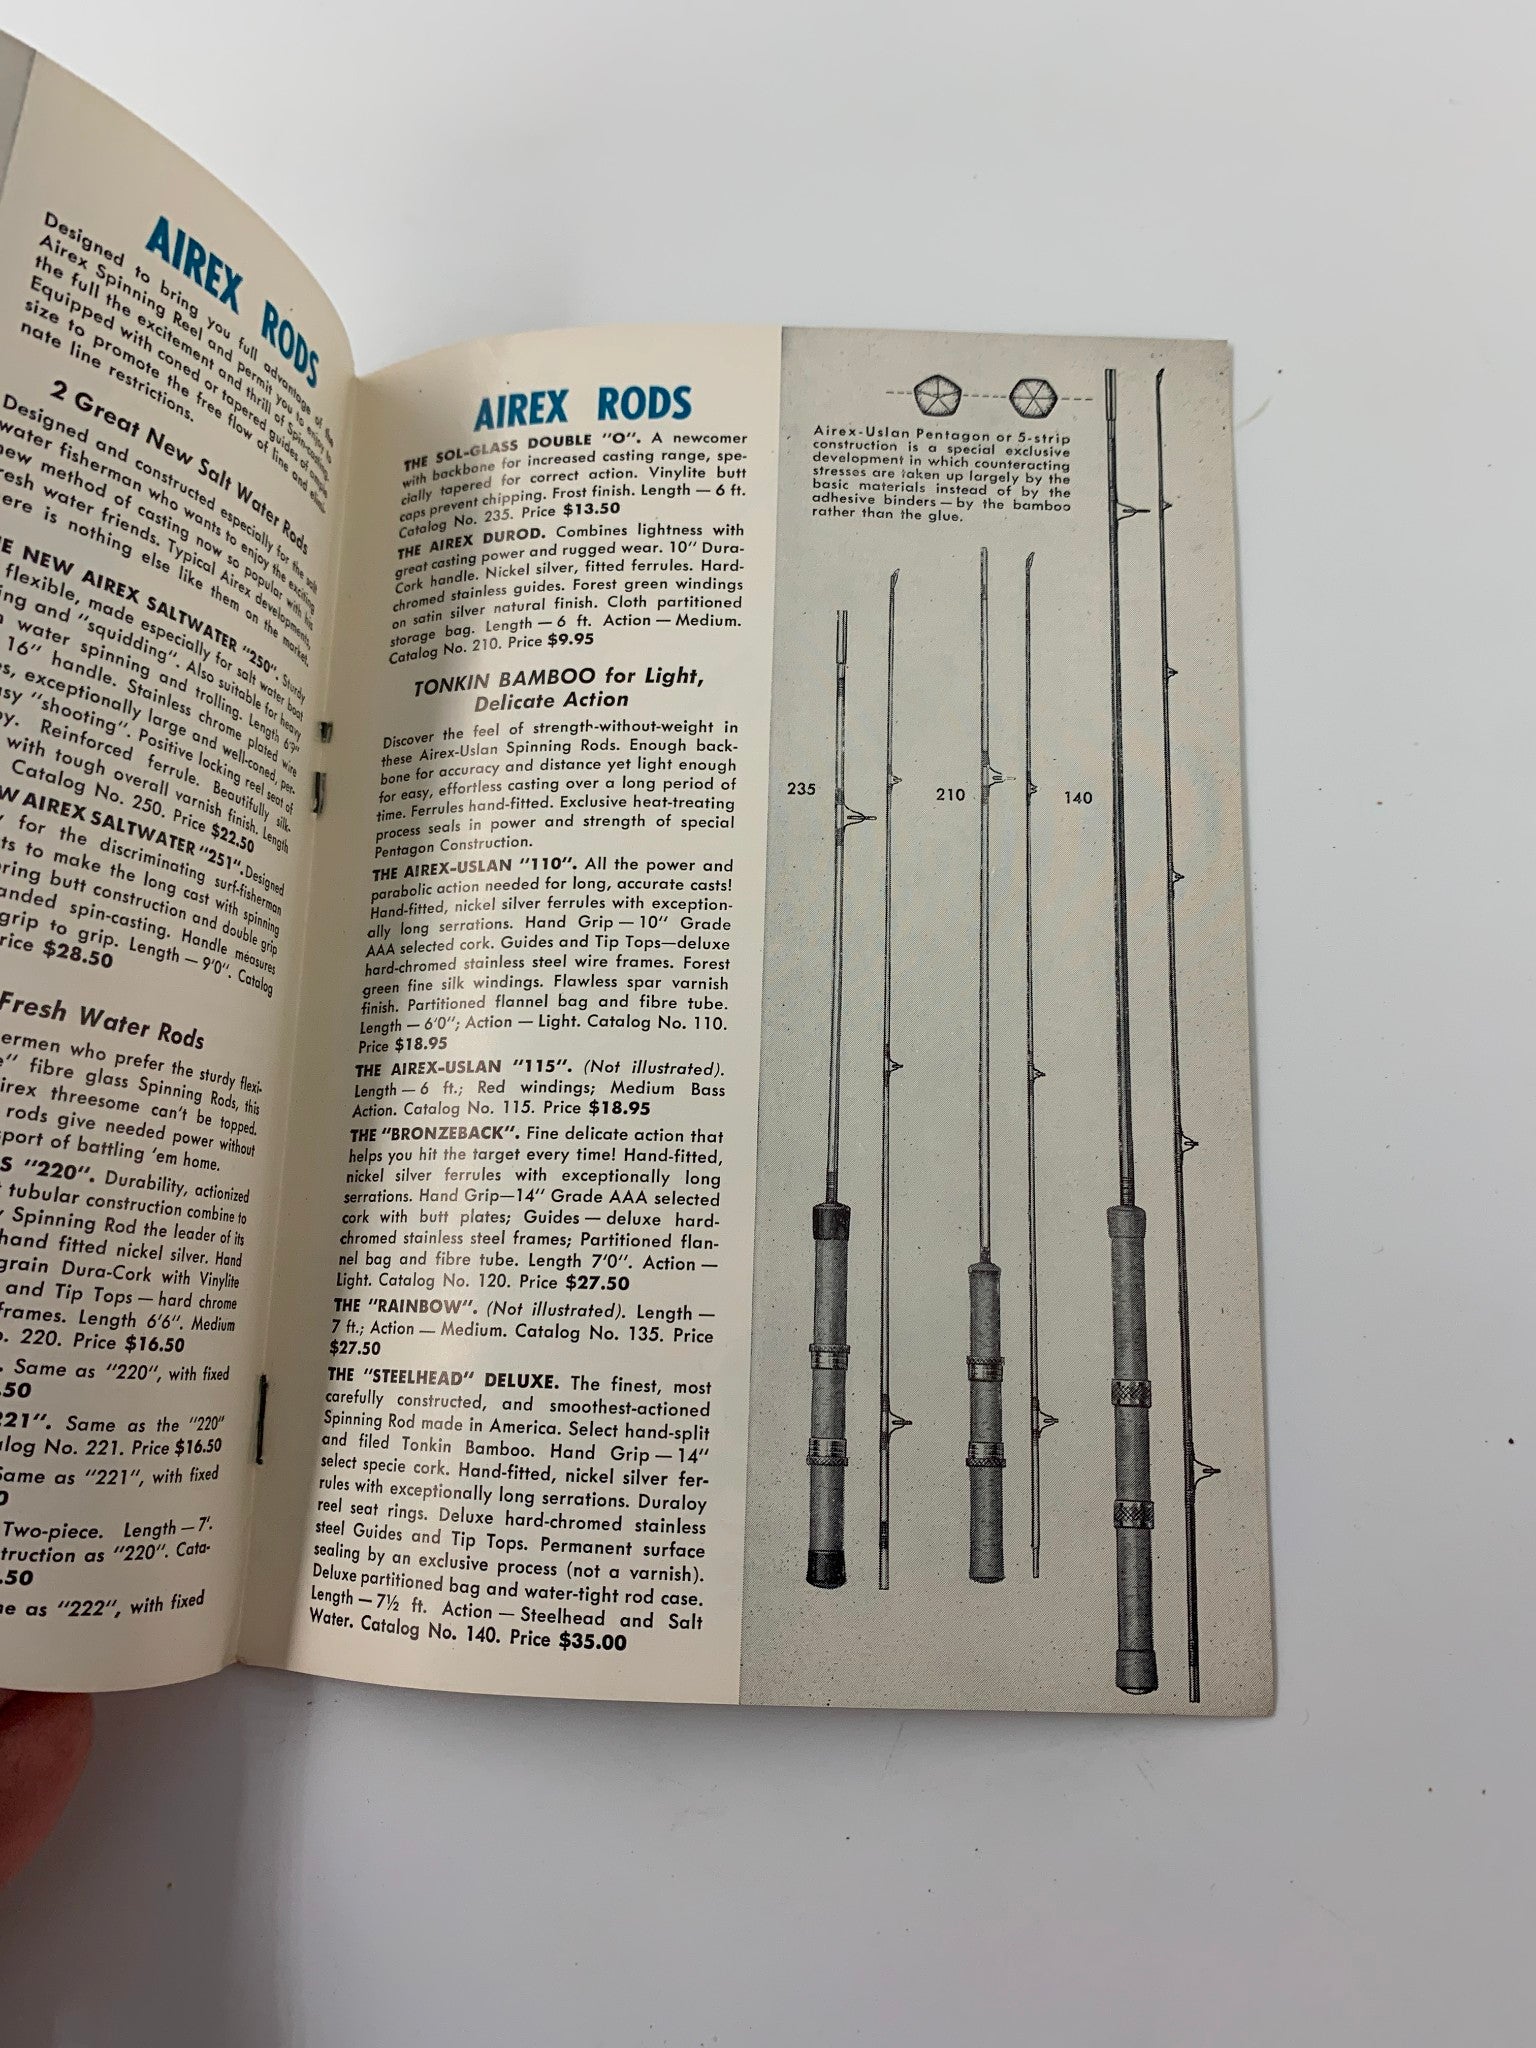 AIREX RODS
Designed to bring you full advantage of the
Airex Spinning Reel and permit you to enjoy
the full the excitement and thrill of Spincasting.
Equipped with coned or tapered guides of ample
size to promote the free flow of line and elimi-
nate line restrictions.
2 Great New Salt Water Rods
Designed and constructed especially for the salt
water fisherman who wants to enjoy the exciting
new method of casting now so popular with his
fresh water friends. Typical Airex developments,
there is nothing else like them on the market.
THE NEW AIREX SALTWATER "250". Sturdy
flexible, made especially for salt water boat
and "squidding". Also suitable for heavy
water spinning and trolling. Length 6'9"
16" handle. Stainless chrome plated wire
exceptionally large and well-coned, per-
"shooting". Positive locking reel seat of
Reinforced ferrule. Beautifully silk-
with tough overall varnish finish. Length
Catalog No. 250. Price $22.50
AIREX SALTWATER "251". Designed
for the discriminating surf-fisherman
to make the long cast with spinning
butt construction and double grip
spin-casting. Handle measures
grip to grip. Length — 9'0". Catalog
$28.50
Fresh Water Rods
who prefer the sturdy flexi-
fibre glass Spinning Rods, this
threesome can't be topped.
rods give needed power without
of battling 'em home.
"220". Durability, actionized
tubular construction combine to
Spinning Rod the leader of its
hand fitted nickel silver. Hand
Dura-Cork with Vinylite
and Tip Tops — hard chrome
frames. Length 6'6". Medium
220. Price $16.50
Same as "220", with fixed
.50
221". Same as the "220"
No. 221. Price $16.50
Same as "221", with fixed
Two-piece. Length — 7'.
as "220". Cata-
.50
as "222", with fixed
AIREX RODS
THE SOL-GLASS DOUBLE "O". A newcomer
with backbone for increased casting range, spe-
cially tapered for correct action. Vinylite butt
caps prevent chipping. Frost finish. Length — 6 ft.
Catalog No. 235. Price $13.50
THE AIREX DUROD. Combines lightness with
great casting power and rugged wear. 10" Dura-
Cork handle. Nickel silver, fitted ferrules. Hard-
chromed stainless guides. Forest green windings
on satin silver natural finish. Cloth partitioned
storage bag. Length — 6 ft. Action — Medium.
Catalog No. 210. Price $9.95
TONKIN BAMBOO for Light,
Delicate Action
Discover the feel of strength-without-weight in
these Airex-Uslan Spinning Rods. Enough back-
bone for accuracy and distance yet light enough
for easy, effortless casting over a long period of
time. Ferrules hand-fitted. Exclusive heat-treating
process seals in power and strength of special
Pentagon Construction.
THE AIREX-USLAN "110". All the power and
parabolic action needed for long, accurate casts!
Hand-fitted, nickel silver ferrules with exception-
ally long serrations. Hand Grip — 10" Grade
AAA selected cork. Guides and Tip Tops—deluxe
hard-chromed stainless steel wire frames. Forest
green fine silk windings. Flawless spar varnish
finish. Partitioned flannel bag and fibre tube.
Length — 6'0"; Action — Light. Catalog No. 110.
Price $18.95
THE AIREX-USLAN "115". (Not illustrated).
Length — 6 ft.; Red windings; Medium Bass
Action. Catalog No. 115. Price $18.95
THE "BRONZEBACK". Fine delicate action that
helps you hit the target every time! Hand-fitted,
nickel silver ferrules with exceptionally long
serrations. Hand Grip—14" Grade AAA selected
cork with butt plates; Guides — deluxe hard-
chromed stainless steel frames; Partitioned flan-
nel bag and fibre tube. Length 7'0". Action —
Light. Catalog No. 120. Price $27.50
THE "RAINBOW". (Not illustrated). Length —
7 ft.; Action — Medium. Catalog No. 135. Price
$27.50
THE "STEELHEAD" DELUXE. The finest, most
carefully constructed, and smoothest-actioned
Spinning Rod made in America. Select hand-split
and filed Tonkin Bamboo. Hand Grip — 14"
select specie cork. Hand-fitted, nickel silver fer-
rules with exceptionally long serrations. Duraloy
reel seat rings. Deluxe hard-chromed stainless
steel Guides and Tip Tops. Permanent surface
sealing by an exclusive process (not a varnish).
Deluxe partitioned bag and water-tight rod case.
Length — 7½ ft. Action — Steelhead and Salt
Water. Catalog No. 140. Price $35.00
Airex-Uslan Pentagon or 5-strip
construction is a special exclusive
development in which counteracting
stresses are taken up largely by the
basic materials instead of by the
adhesive binders — by the bamboo
rather than the glue.
235
210
140